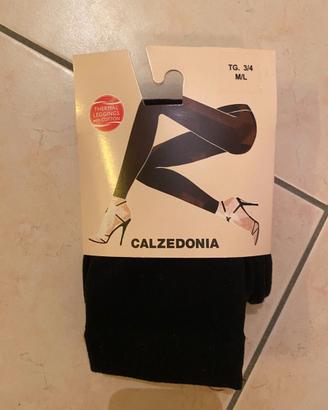 TG. 3/4
M/L
THERMAL
LEGGINGS
WITH COTTON
CALZEDONIA